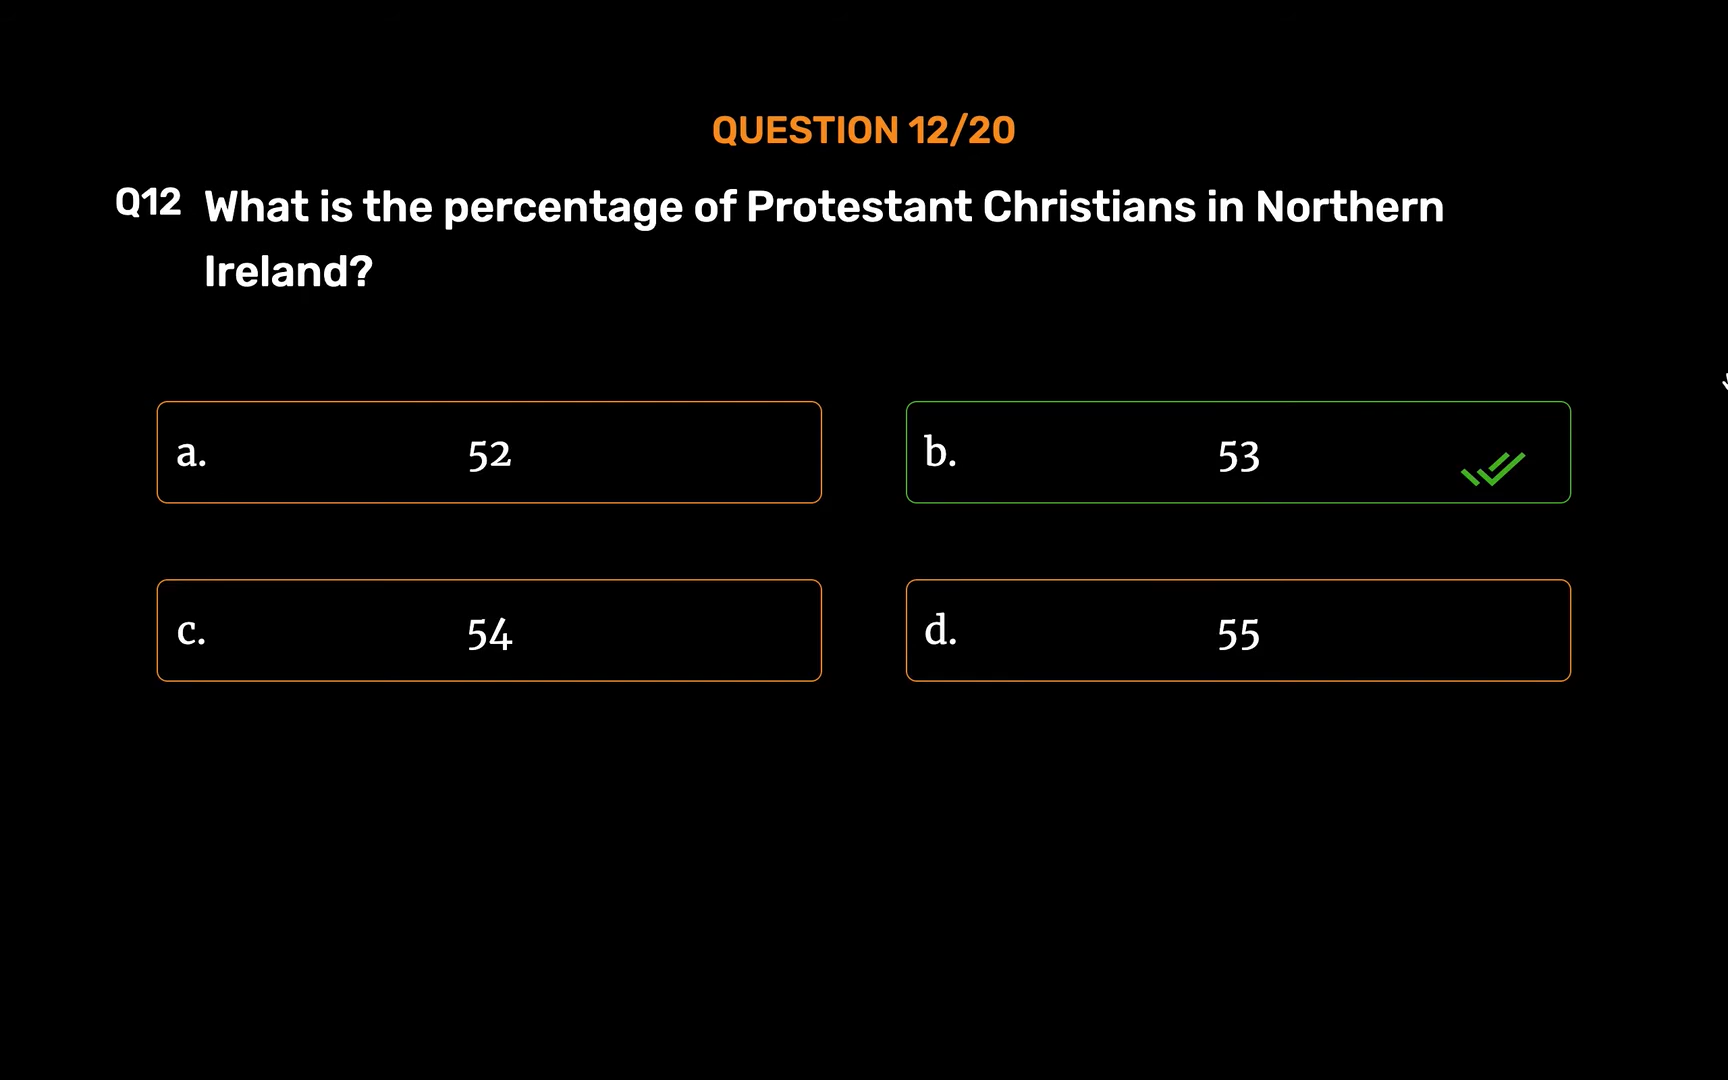 QUESTION 12/20
Q12 What is the percentage of Protestant Christians in Northern
Ireland?
a. 52
b. 53
c. 54
d. 55